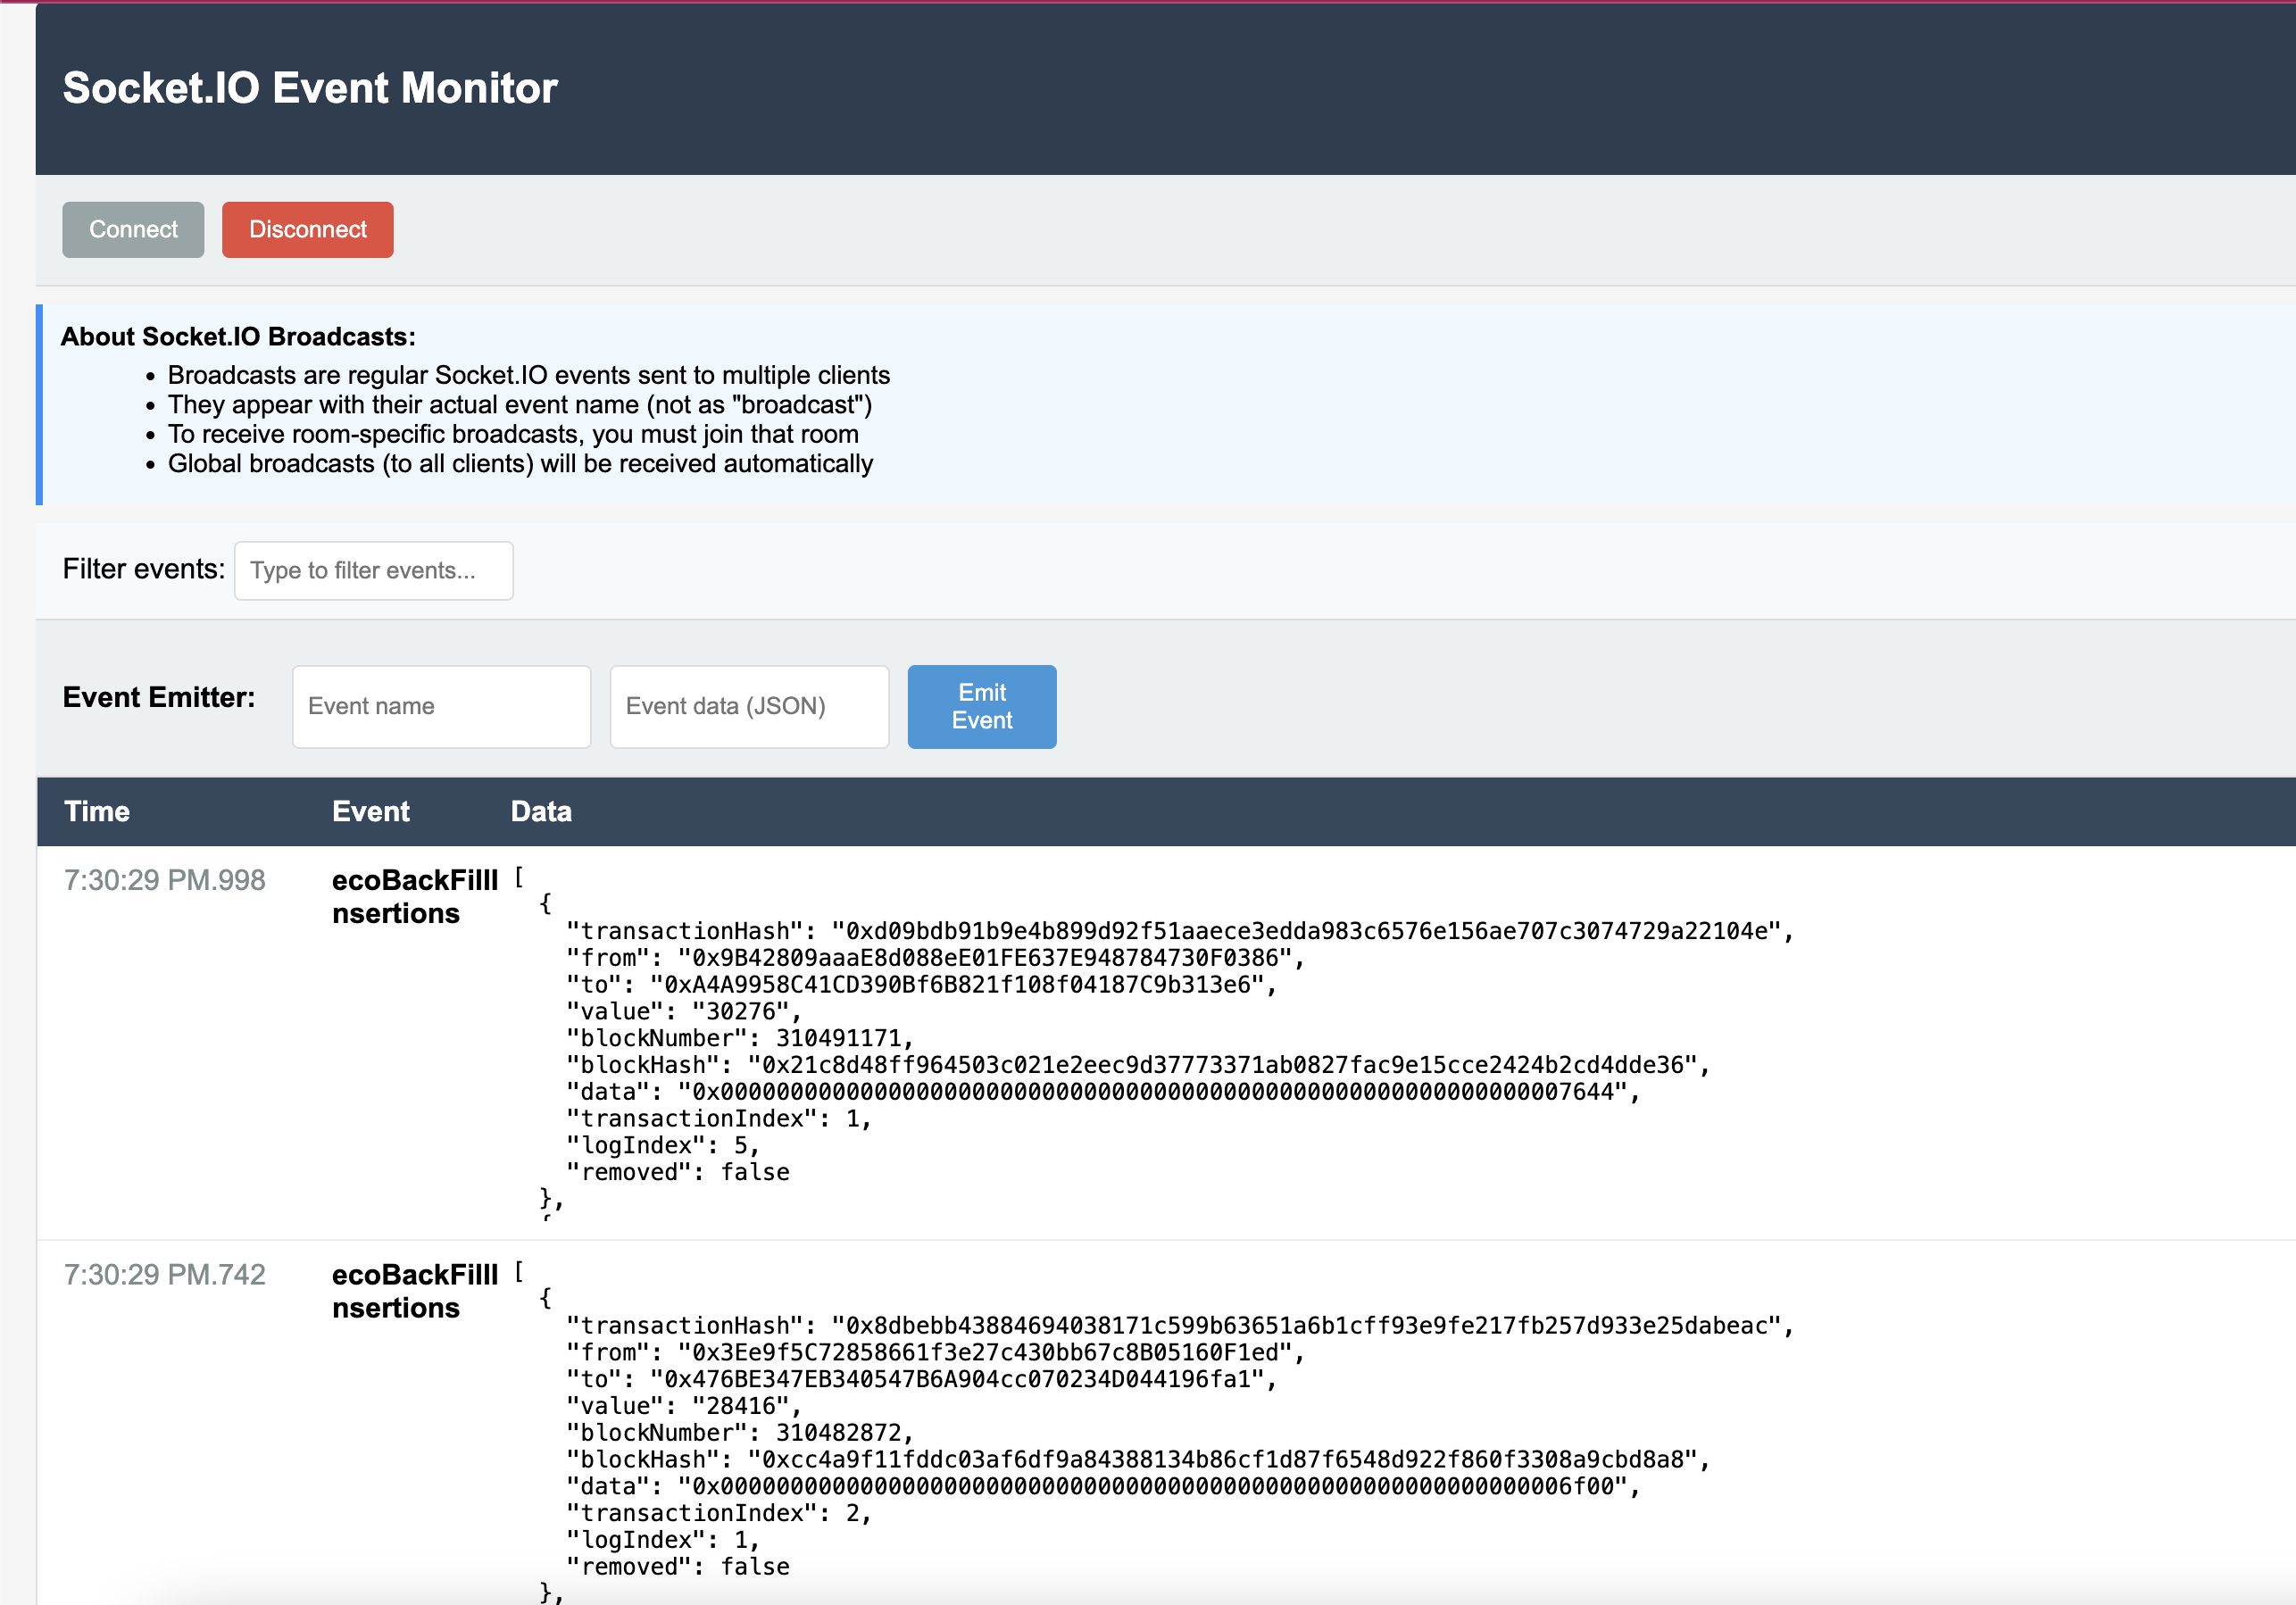 Socket.IO Event Monitor
Connect Disconnect
About Socket.IO Broadcasts:
• Broadcasts are regular Socket.IO events sent to multiple clients
• They appear with their actual event name (not as "broadcast")
• To receive room-specific broadcasts, you must join that room
• Global broadcasts (to all clients) will be received automatically
Filter events: Type to filter events...
Event Emitter: Event name Event data (JSON) Emit
Event
Time Event Data
7:30:29 PM.998 ecoBackFillI [
nsertions {
"transactionHash": "0xd09bdb91b9e4b899d92f51aaece3edda983c6576e156ae707c3074729a22104e",
"from": "0x9B42809aaaE8d088eE01FE637E948784730F0386",
"to": "0xA4A9958C41CD390Bf6B821f108f04187C9b313e6",
"value": "30276",
"blockNumber": 310491171,
"blockHash": "0x21c8d48ff964503c021e2eec9d37773371ab0827fac9e15cce2424b2cd4dde36",
"data": "0x0000000000000000000000000000000000000000000000000000000000007644",
"transactionIndex": 1,
"logIndex": 5,
"removed": false
},
{
7:30:29 PM.742 ecoBackFillI [
nsertions {
"transactionHash": "0x8dbebb43884694038171c599b63651a6b1cff93e9fe217fb257d933e25dabeac",
"from": "0x3Ee9f5C72858661f3e27c430bb67c8B05160F1ed",
"to": "0x476BE347EB340547B6A904cc070234D044196fa1",
"value": "28416",
"blockNumber": 310482872,
"blockHash": "0xcc4a9f11fddc03af6df9a84388134b86cf1d87f6548d922f860f3308a9cbd8a8",
"data": "0x0000000000000000000000000000000000000000000000000000000000006f00",
"transactionIndex": 2,
"logIndex": 1,
"removed": false
},